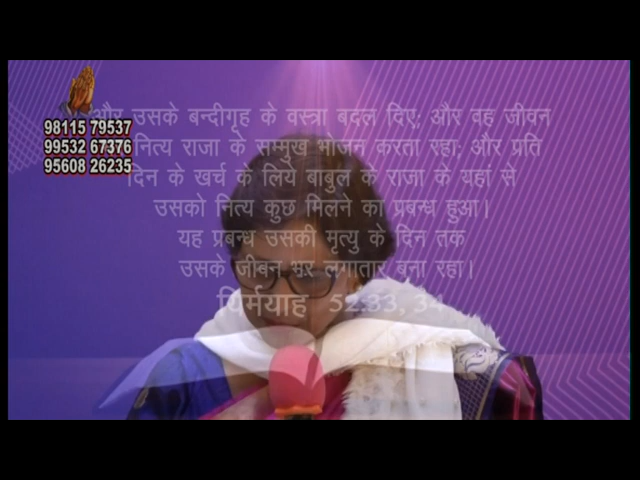 98115 79537
99532 67376
95608 26235
और उसके बन्दीगृह के वस्त्रा बदल दिए; और वह जीवन
नित्य राजा के सम्मुख भोजन करता रहा; और प्रति
दिन के खर्च के लिये बाबुल के राजा के यहा से
उसको नित्य कुछ मिलने का प्रबन्ध हुआ।
यह प्रबन्ध उसकी मृत्यु के दिन तक
उसके जीवन भर लगातार बना रहा।
यिर्मयाह 52:33, 34